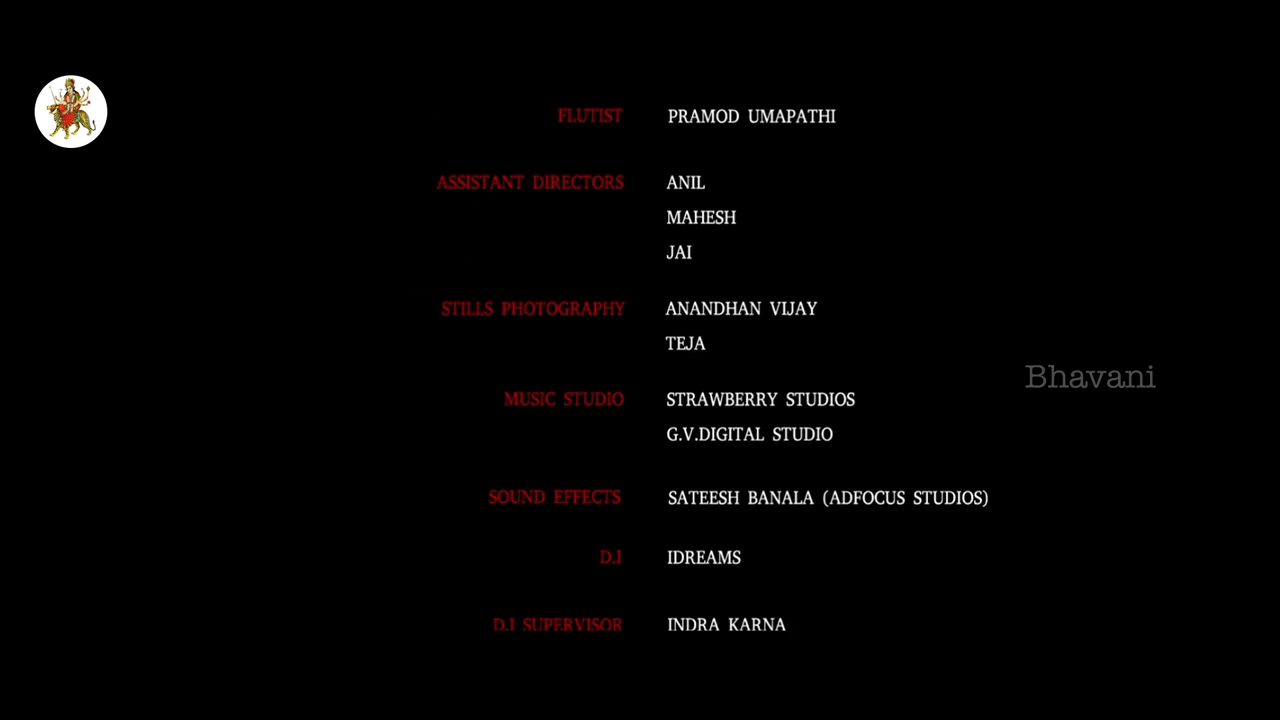 FLUTIST PRAMOD UMAPATHI
ASSISTANT DIRECTORS ANIL
MAHESH
JAI
STILLS PHOTOGRAPHY ANANDHAN VIJAY
TEJA
Bhavani
MUSIC STUDIO STRAWBERRY STUDIOS
G.V.DIGITAL STUDIO
SOUND EFFECTS SATEESH BANALA (ADFOCUS STUDIOS)
D.I IDREAMS
D.I SUPERVISOR INDRA KARNA